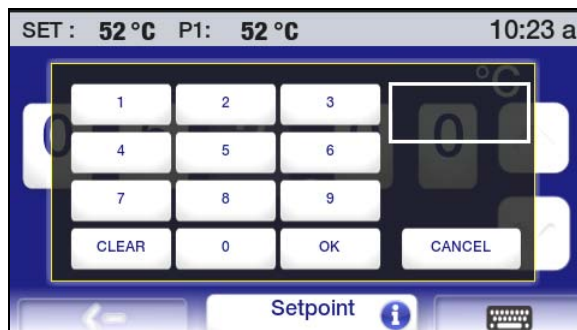 SET : 52 °C P1: 52 °C 10:23 a
°C
1 2 3
4 5 6
7 8 9
CLEAR 0 OK CANCEL
Setpoint i